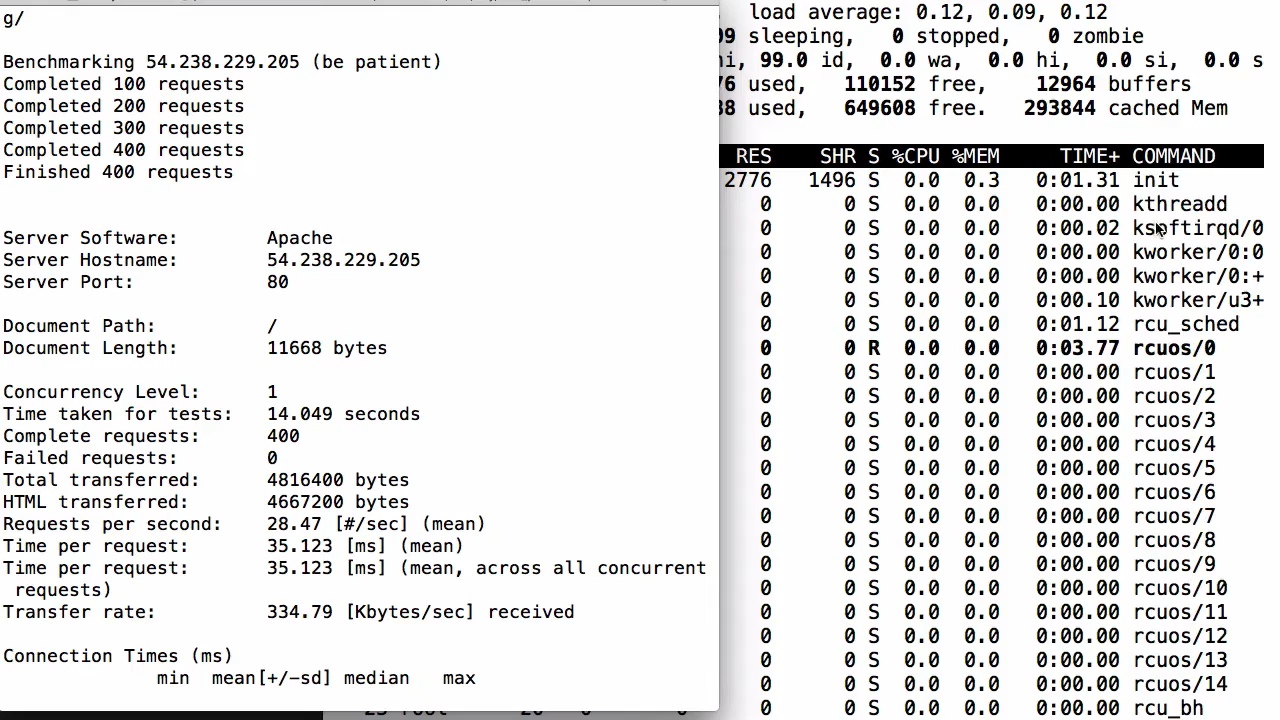 g/
Benchmarking 54.238.229.205 (be patient)
Completed 100 requests
Completed 200 requests
Completed 300 requests
Completed 400 requests
Finished 400 requests
Server Software: Apache
Server Hostname: 54.238.229.205
Server Port: 80
Document Path: /
Document Length: 11668 bytes
Concurrency Level: 1
Time taken for tests: 14.049 seconds
Complete requests: 400
Failed requests: 0
Total transferred: 4816400 bytes
HTML transferred: 4667200 bytes
Requests per second: 28.47 [#/sec] (mean)
Time per request: 35.123 [ms] (mean)
Time per request: 35.123 [ms] (mean, across all concurrent
requests)
Transfer rate: 334.79 [Kbytes/sec] received
Connection Times (ms)
min mean[+/-sd] median max
load average: 0.12, 0.09, 0.12
sleeping, 0 stopped, 0 zombie
99.0 id, 0.0 wa, 0.0 hi, 0.0 si, 0.0 s
used, 110152 free, 12964 buffers
used, 649608 free. 293844 cached Mem
RES SHR S %CPU %MEM TIME+ COMMAND
2776 1496 S 0.0 0.3 0:01.31 init
0 0 S 0.0 0.0 0:00.00 kthreadd
0 0 S 0.0 0.0 0:00.02 ksoftirqd/0
0 0 S 0.0 0.0 0:00.00 kworker/0:0
0 0 S 0.0 0.0 0:00.00 kworker/0:+
0 0 S 0.0 0.0 0:00.10 kworker/u3+
0 0 S 0.0 0.0 0:01.12 rcu_sched
0 0 R 0.0 0.0 0:03.77 rcuos/0
0 0 S 0.0 0.0 0:00.00 rcuos/1
0 0 S 0.0 0.0 0:00.00 rcuos/2
0 0 S 0.0 0.0 0:00.00 rcuos/3
0 0 S 0.0 0.0 0:00.00 rcuos/4
0 0 S 0.0 0.0 0:00.00 rcuos/5
0 0 S 0.0 0.0 0:00.00 rcuos/6
0 0 S 0.0 0.0 0:00.00 rcuos/7
0 0 S 0.0 0.0 0:00.00 rcuos/8
0 0 S 0.0 0.0 0:00.00 rcuos/9
0 0 S 0.0 0.0 0:00.00 rcuos/10
0 0 S 0.0 0.0 0:00.00 rcuos/11
0 0 S 0.0 0.0 0:00.00 rcuos/12
0 0 S 0.0 0.0 0:00.00 rcuos/13
0 0 S 0.0 0.0 0:00.00 rcuos/14
0 0 S 0.0 0.0 0:00.00 rcu_bh